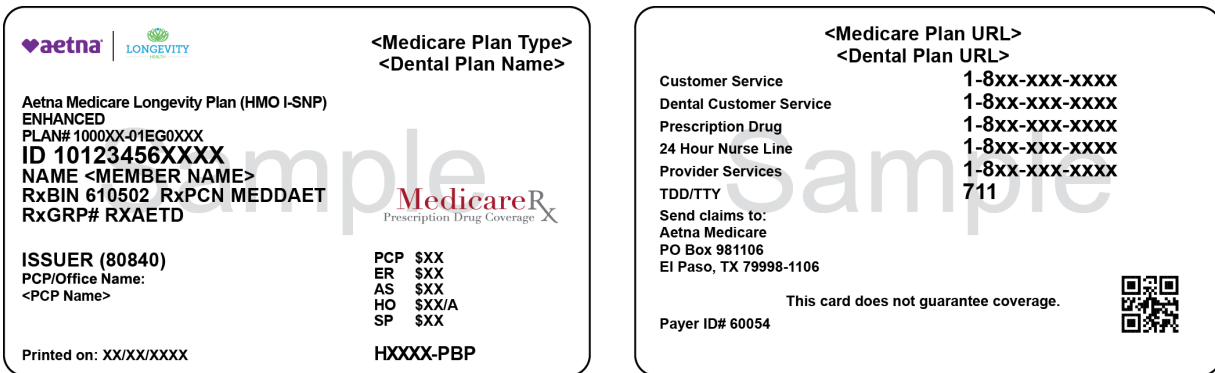 aetna
LONGEVITY
HEALTH
<Medicare Plan Type>
<Dental Plan Name>
Aetna Medicare Longevity Plan (HMO I-SNP)
ENHANCED
PLAN# 1000XX-01EG0XXX
Sample
ID 10123456XXXX
NAME <MEMBER NAME>
RxBIN 610502 RxPCN MEDDAET
RxGRP# RXAETD
MedicareRx
Prescription Drug Coverage
ISSUER (80840)
PCP/Office Name:
<PCP Name>
PCP $XX
ER $XX
AS $XX
HO $XX/A
SP $XX
Printed on: XX/XX/XXXX
HXXXX-PBP
<Medicare Plan URL>
<Dental Plan URL>
Customer Service 1-8xx-xxx-xxxx
Dental Customer Service 1-8xx-xxx-xxxx
Prescription Drug 1-8xx-xxx-xxxx
24 Hour Nurse Line 1-8xx-xxx-xxxx
Provider Services 1-8xx-xxx-xxxx
TDD/TTY 711
Sample
Send claims to:
Aetna Medicare
PO Box 981106
El Paso, TX 79998-1106
This card does not guarantee coverage.
Payer ID# 60054